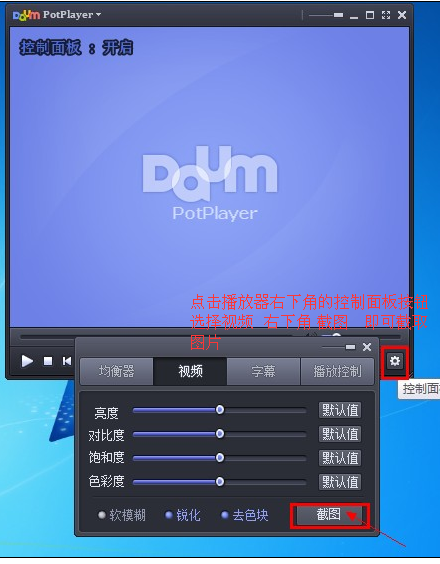 Daum PotPlayer
控制面板 : 开启
Daum
PotPlayer
点击播放器右下角的控制面板按钮
选择视频 右下角 截图 即可截取
图片
均衡器 视频 字幕 播放控制
控制面
亮度 默认值
对比度 默认值
饱和度 默认值
色彩度 默认值
软模糊 锐化 去色块 截图